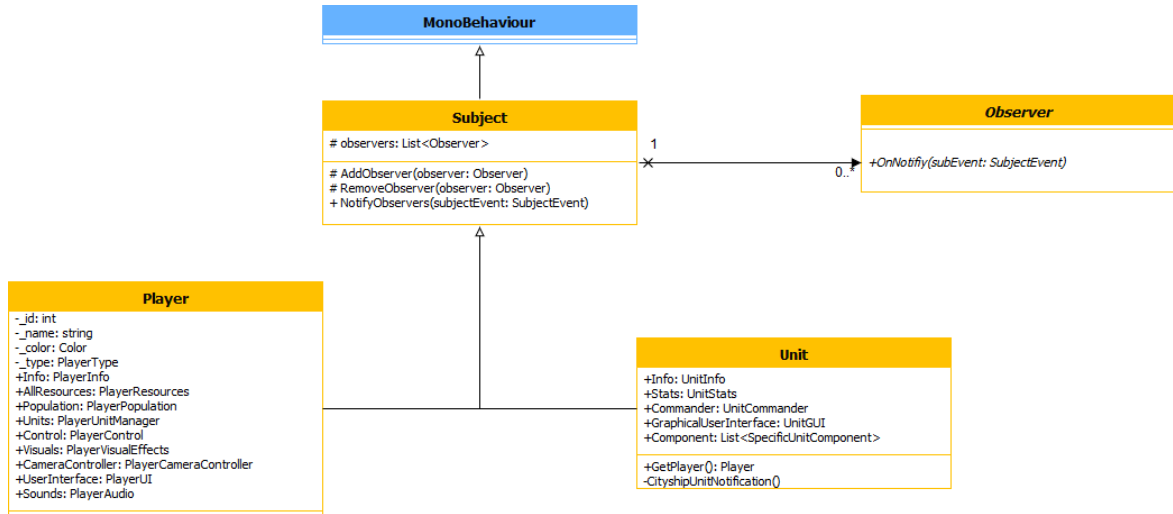 MonoBehaviour
Subject
# observers: List<Observer>
# AddObserver(observer: Observer)
# RemoveObserver(observer: Observer)
+ NotifyObservers(subjectEvent: SubjectEvent)
1
0..*
Observer
+OnNotifiy(subEvent: SubjectEvent)
Player
-_id: int
-_name: string
-_color: Color
-_type: PlayerType
+Info: PlayerInfo
+AllResources: PlayerResources
+Population: PlayerPopulation
+Units: PlayerUnitManager
+Control: PlayerControl
+Visuals: PlayerVisualEffects
+CameraController: PlayerCameraController
+UserInterface: PlayerUI
+Sounds: PlayerAudio
Unit
+Info: UnitInfo
+Stats: UnitStats
+Commander: UnitCommander
+GraphicalUserInterface: UnitGUI
+Component: List<SpecificUnitComponent>
+GetPlayer(): Player
-CityshipUnitNotification()